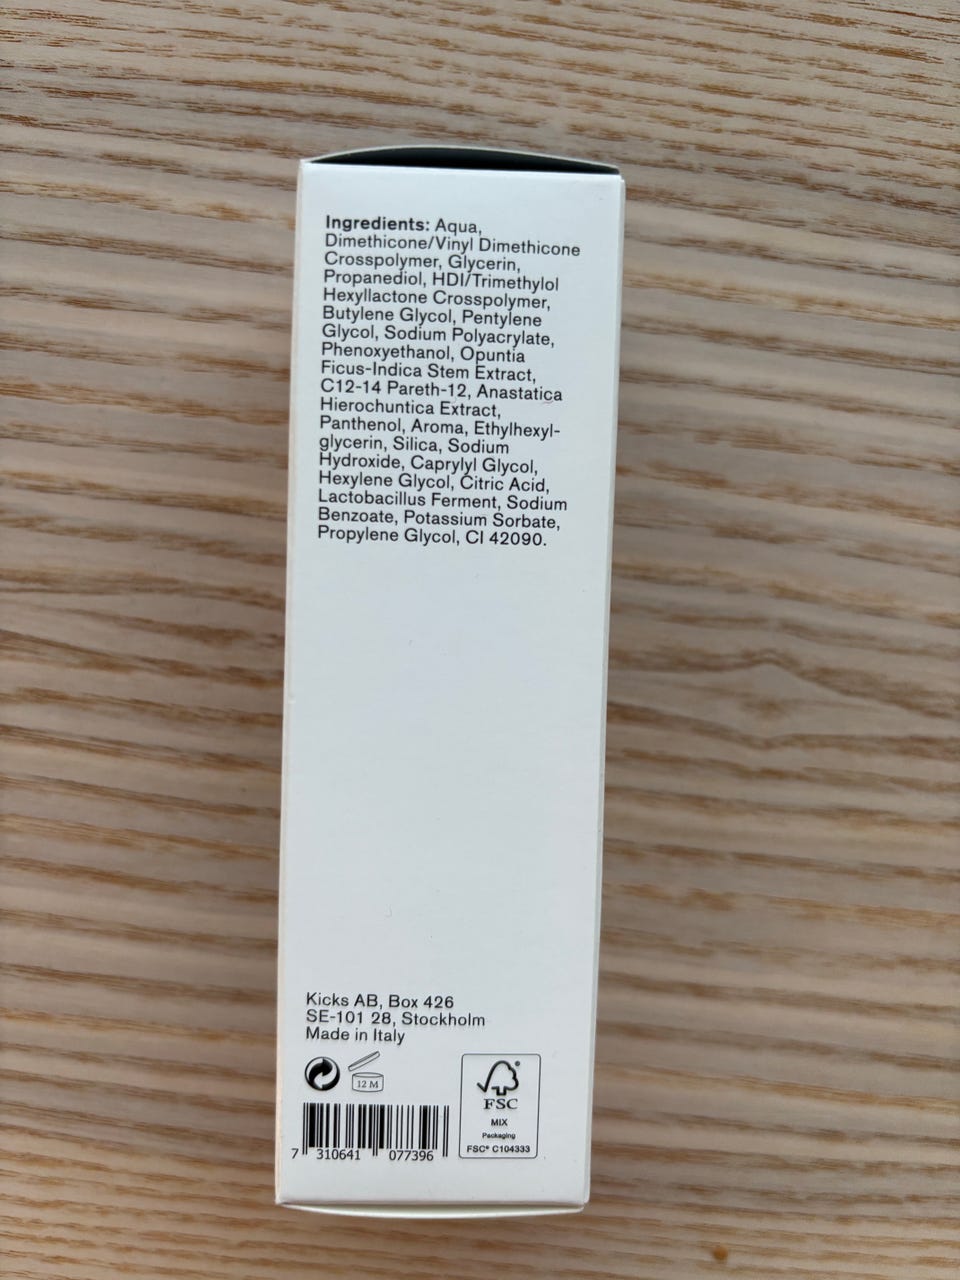 Ingredients: Aqua,
Dimethicone/Vinyl Dimethicone
Crosspolymer, Glycerin,
Propanediol, HDI/Trimethylol
Hexyllactone Crosspolymer,
Butylene Glycol, Pentylene
Glycol, Sodium Polyacrylate,
Phenoxyethanol, Opuntia
Ficus-Indica Stem Extract,
C12-14 Pareth-12, Anastatica
Hierochuntica Extract,
Panthenol, Aroma, Ethylhexyl-
glycerin, Silica, Sodium
Hydroxide, Caprylyl Glycol,
Hexylene Glycol, Citric Acid,
Lactobacillus Ferment, Sodium
Benzoate, Potassium Sorbate,
Propylene Glycol, CI 42090.
Kicks AB, Box 426
SE-101 28, Stockholm
Made in Italy
12 M
FSC
MIX
Packaging
FSC® C104333
7 310641 077396